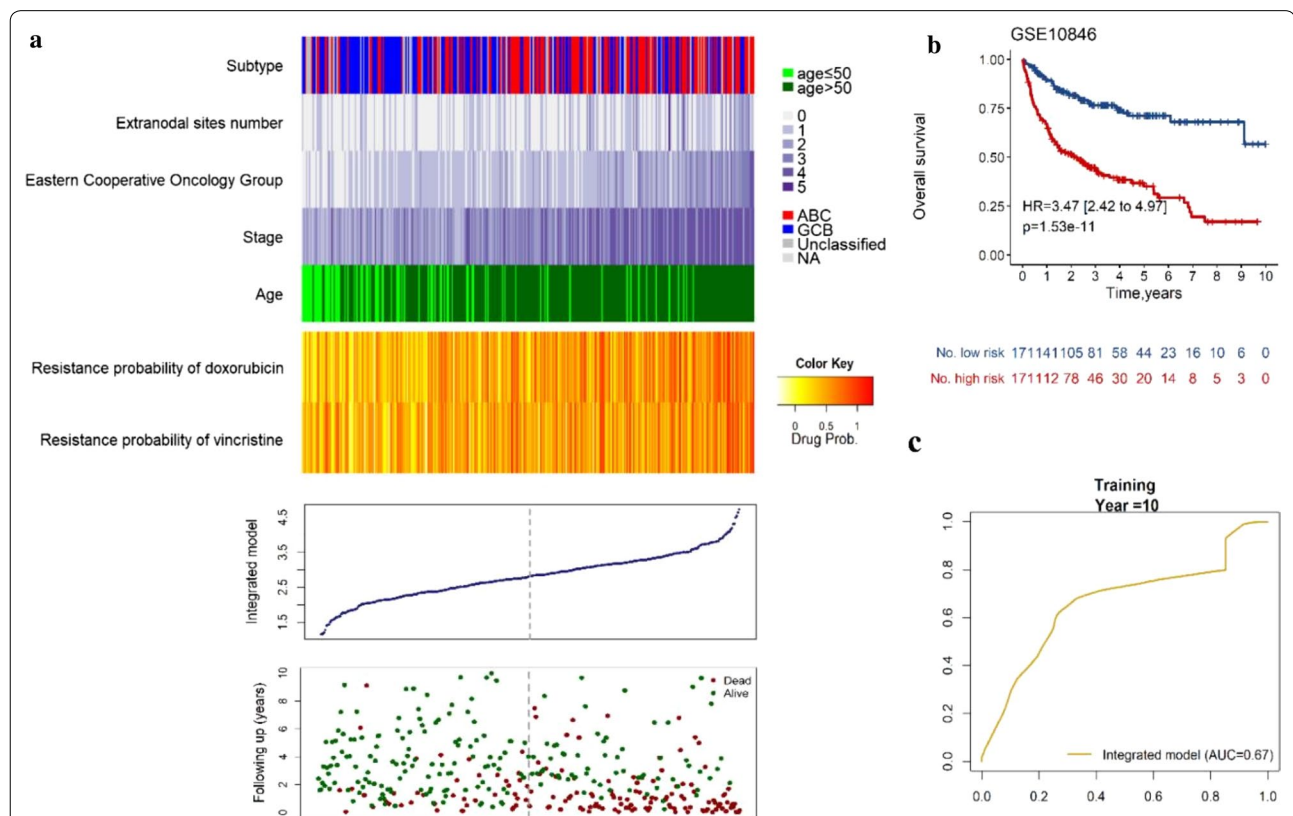 a
Subtype
Extranodal sites number
Eastern Cooperative Oncology Group
Stage
Age
age≤50
age>50
0
1
2
3
4
5
ABC
GCB
Unclassified
NA
Resistance probability of doxorubicin
Resistance probability of vincristine
Color Key
0 0.5 1
Drug Prob.
Integrated model
4.5
3.5
2.5
1.5
Following up (years)
10
8
6
4
2
0
Dead
Alive
b
GSE10846
Overall survival
1.00
0.75
0.50
0.25
0.00
HR=3.47 [2.42 to 4.97]
p=1.53e-11
0 1 2 3 4 5 6 7 8 9 10
Time,years
No. low risk 171 141 105 81 58 44 23 16 10 6 0
No. high risk 171 112 78 46 30 20 14 8 5 3 0
c
Training
Year =10
1.0
0.8
0.6
0.4
0.2
0.0
Integrated model (AUC=0.67)
0.0 0.2 0.4 0.6 0.8 1.0